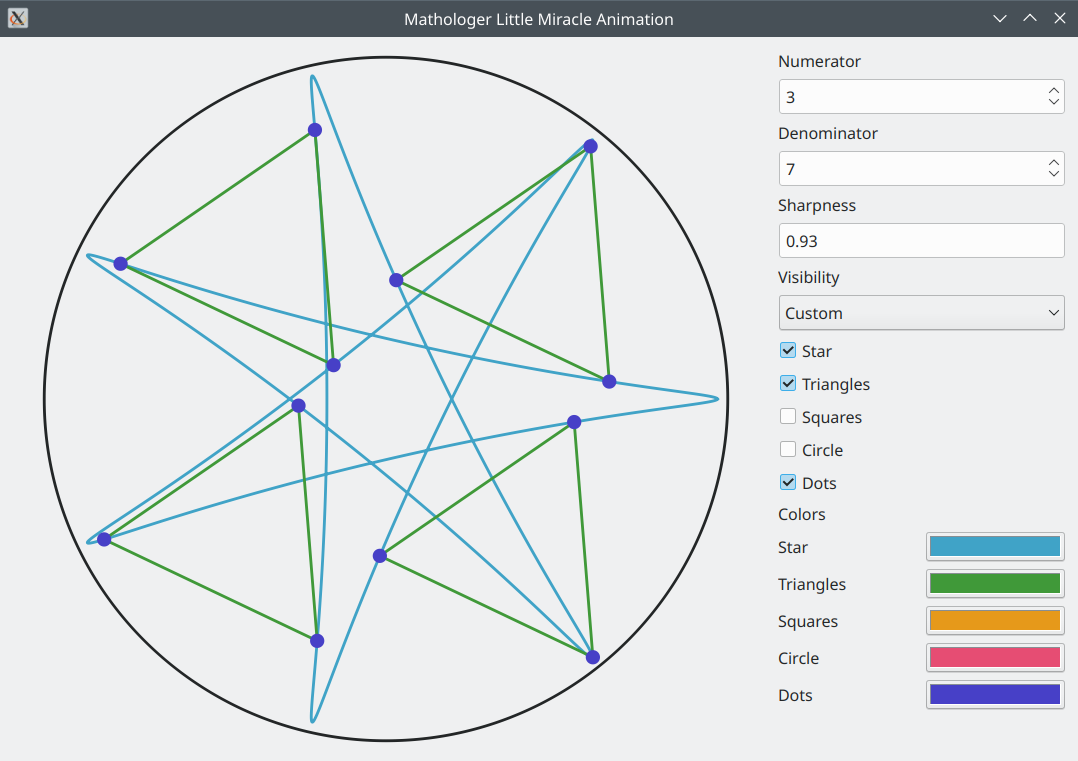 Mathologer Little Miracle Animation
Numerator
3
Denominator
7
Sharpness
0.93
Visibility
Custom
Star
Triangles
Squares
Circle
Dots
Colors
Star
Triangles
Squares
Circle
Dots